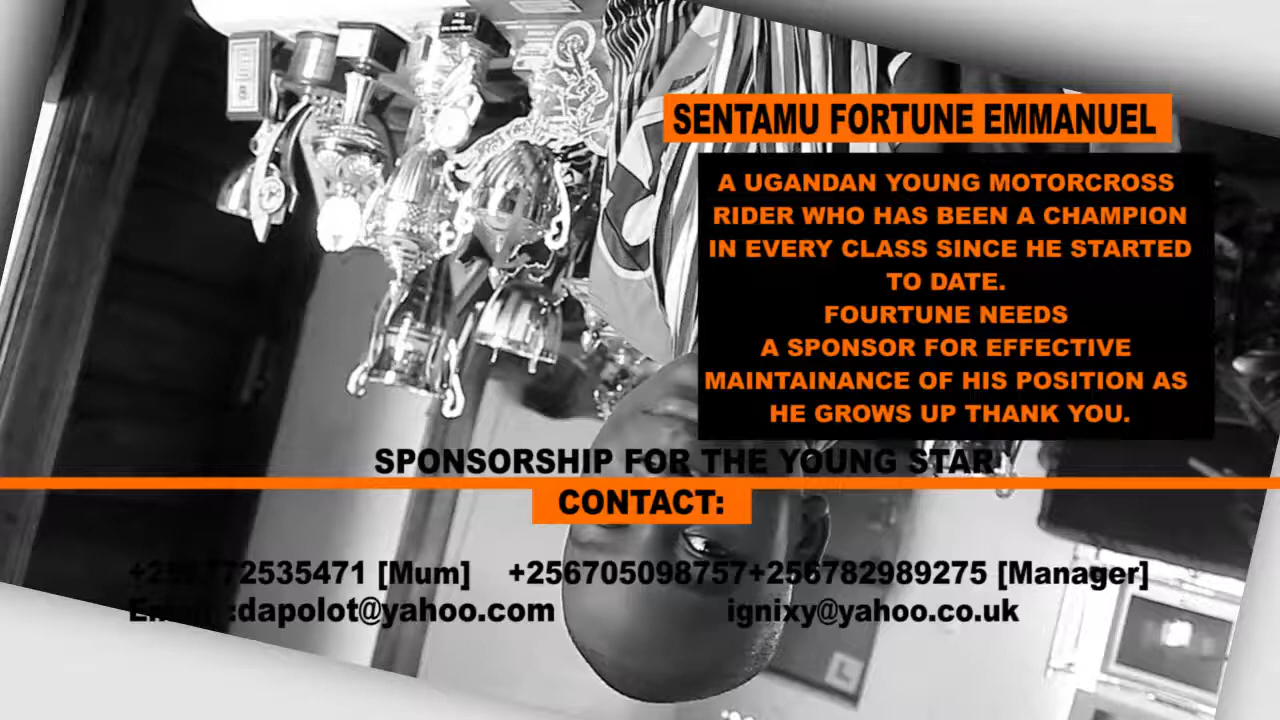 SENTAMU FORTUNE EMMANUEL
A UGANDAN YOUNG MOTORCROSS
RIDER WHO HAS BEEN A CHAMPION
IN EVERY CLASS SINCE HE STARTED
TO DATE.
FOURTUNE NEEDS
A SPONSOR FOR EFFECTIVE
MAINTAINANCE OF HIS POSITION AS
HE GROWS UP THANK YOU.
SPONSORSHIP FOR THE YOUNG STAR
CONTACT:
[Mum] +256705098757+256782989275 [Manager]
:dapolot@yahoo.com ignixy@yahoo.co.uk